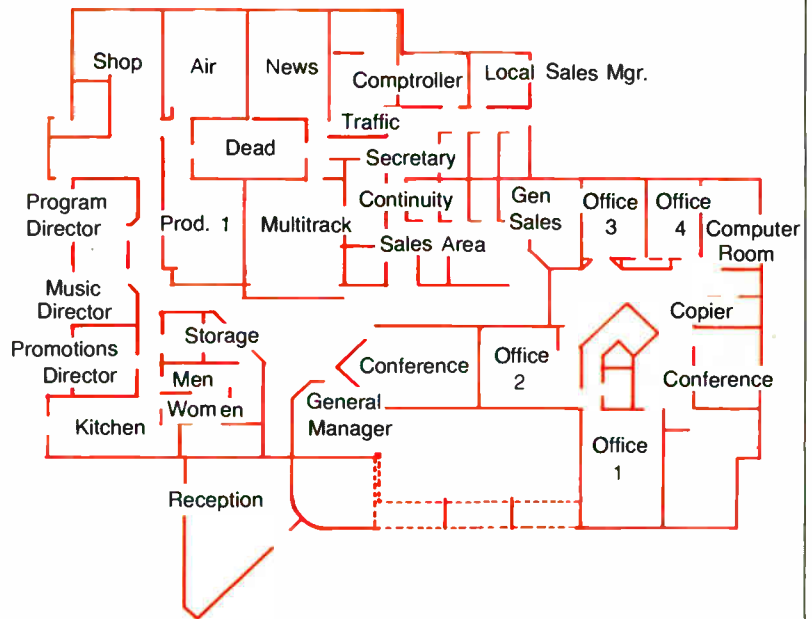 Shop
Air
News
Comptroller
Local Sales Mgr.
Traffic
Dead
Secretary
Program
Director
Prod. 1
Multitrack
Continuity
Gen
Sales
Office
3
Office
4
Computer
Room
Sales Area
Music
Director
Storage
Copier
Promotions
Director
Men
Women
Conference
Office
2
Conference
Kitchen
General
Manager
Office
1
Reception